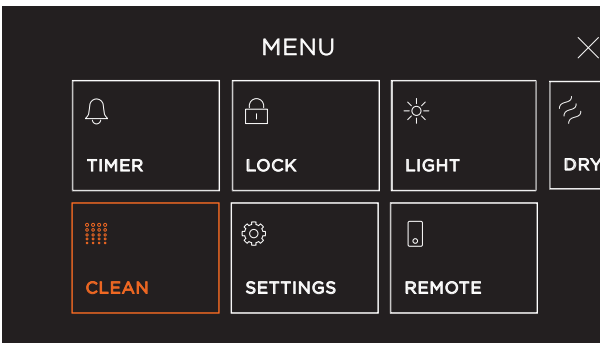 MENU
TIMER
LOCK
LIGHT
DRY
CLEAN
SETTINGS
REMOTE